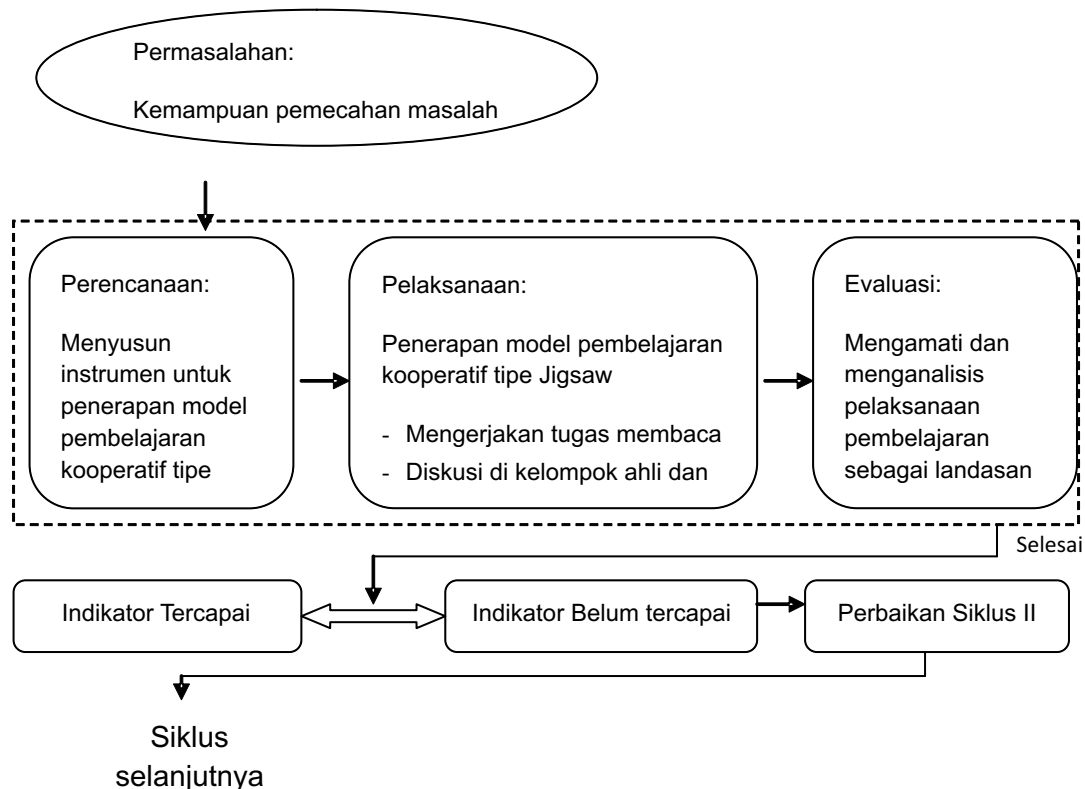 Permasalahan:
Kemampuan pemecahan masalah
Perencanaan:
Menyusun
instrumen untuk
penerapan model
pembelajaran
kooperatif tipe
Pelaksanaan:
Penerapan model pembelajaran
kooperatif tipe Jigsaw
- Mengerjakan tugas membaca
- Diskusi di kelompok ahli dan
Evaluasi:
Mengamati dan
menganalisis
pelaksanaan
pembelajaran
sebagai landasan
Selesai
Indikator Tercapai
Indikator Belum tercapai
Perbaikan Siklus II
Siklus
selanjutnya